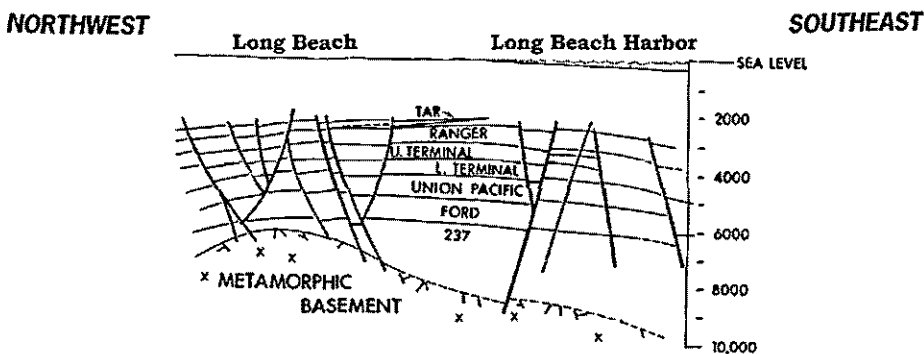 NORTHWEST
SOUTHEAST
Long Beach
Long Beach Harbor
SEA LEVEL
TAR
2000
RANGER
U. TERMINAL
L. TERMINAL
4000
UNION PACIFIC
FORD
237
6000
x METAMORPHIC
BASEMENT
8000
10,000